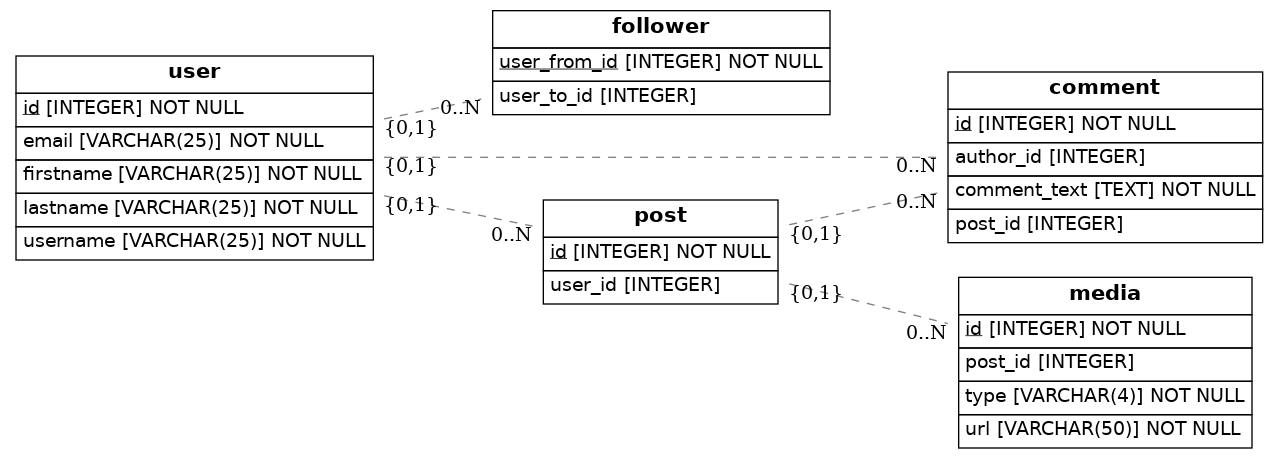 user
id [INTEGER] NOT NULL
email [VARCHAR(25)] NOT NULL
firstname [VARCHAR(25)] NOT NULL
lastname [VARCHAR(25)] NOT NULL
username [VARCHAR(25)] NOT NULL
follower
user_from_id [INTEGER] NOT NULL
user_to_id [INTEGER]
0..N
{0,1}
{0,1}
0..N
{0,1}
0..N
post
id [INTEGER] NOT NULL
user_id [INTEGER]
0..N
{0,1}
{0,1}
0..N
comment
id [INTEGER] NOT NULL
author_id [INTEGER]
comment_text [TEXT] NOT NULL
post_id [INTEGER]
media
id [INTEGER] NOT NULL
post_id [INTEGER]
type [VARCHAR(4)] NOT NULL
url [VARCHAR(50)] NOT NULL